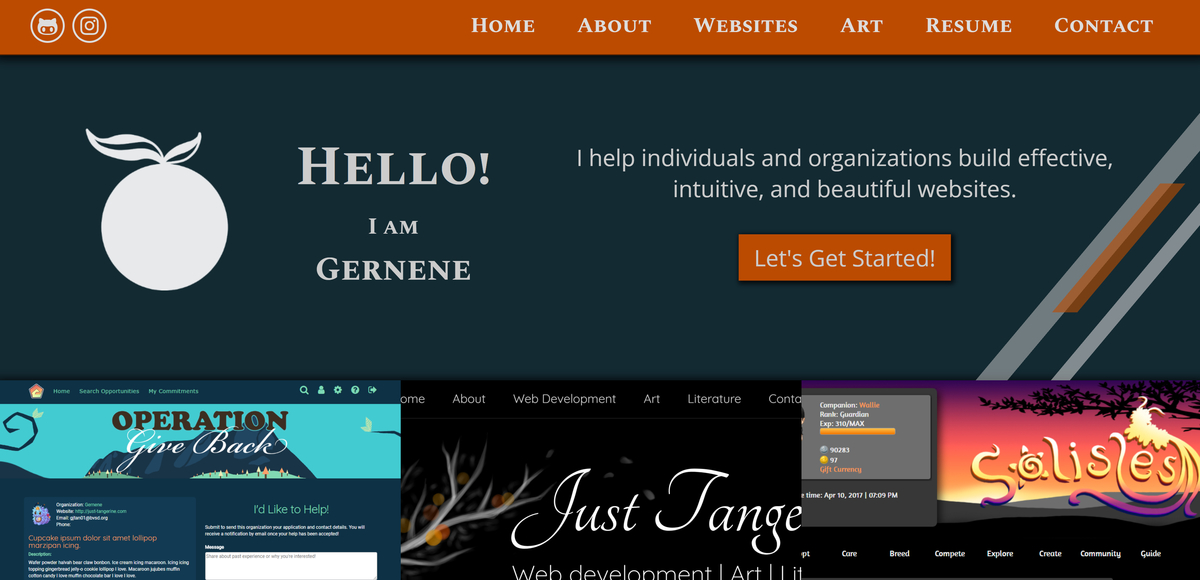 Home About Websites Art Resume Contact
Hello!
I am
Gernene
I help individuals and organizations build effective,
intuitive, and beautiful websites.
Let's Get Started!
Home Search Opportunities My Commitments
OPERATION
Give Back
Organization: Gernene
Website: http://just-tangerine.com
Email: gitan01@bvsd.org
Phone:
Cupcake ipsum dolor sit amet lollipop
marzipan icing.
Description:
Wafer powder halvah bear claw bonbon. Ice cream icing macaroon. Icing icing
topping gingerbread jelly-o cookie lollipop I love. Macaroon jujubes muffin
cotton candy I love muffin chocolate bar I love I love.
I'd Like to Help!
Submit to send this organization your application and contact details. You will
receive a notification by email once your help has been accepted!
Message
Share about past experience or why you're interested!
ome About Web Development Art Literature Conta
Just Tange
Web development | Art | Lit
Companion: Wollie
Rank: Guardian
Exp: 310/MAX
90283
97
Gift Currency
e time: Apr 10, 2017 | 07:09 PM
Salisles
pt Care Breed Compete Explore Create Community Guide